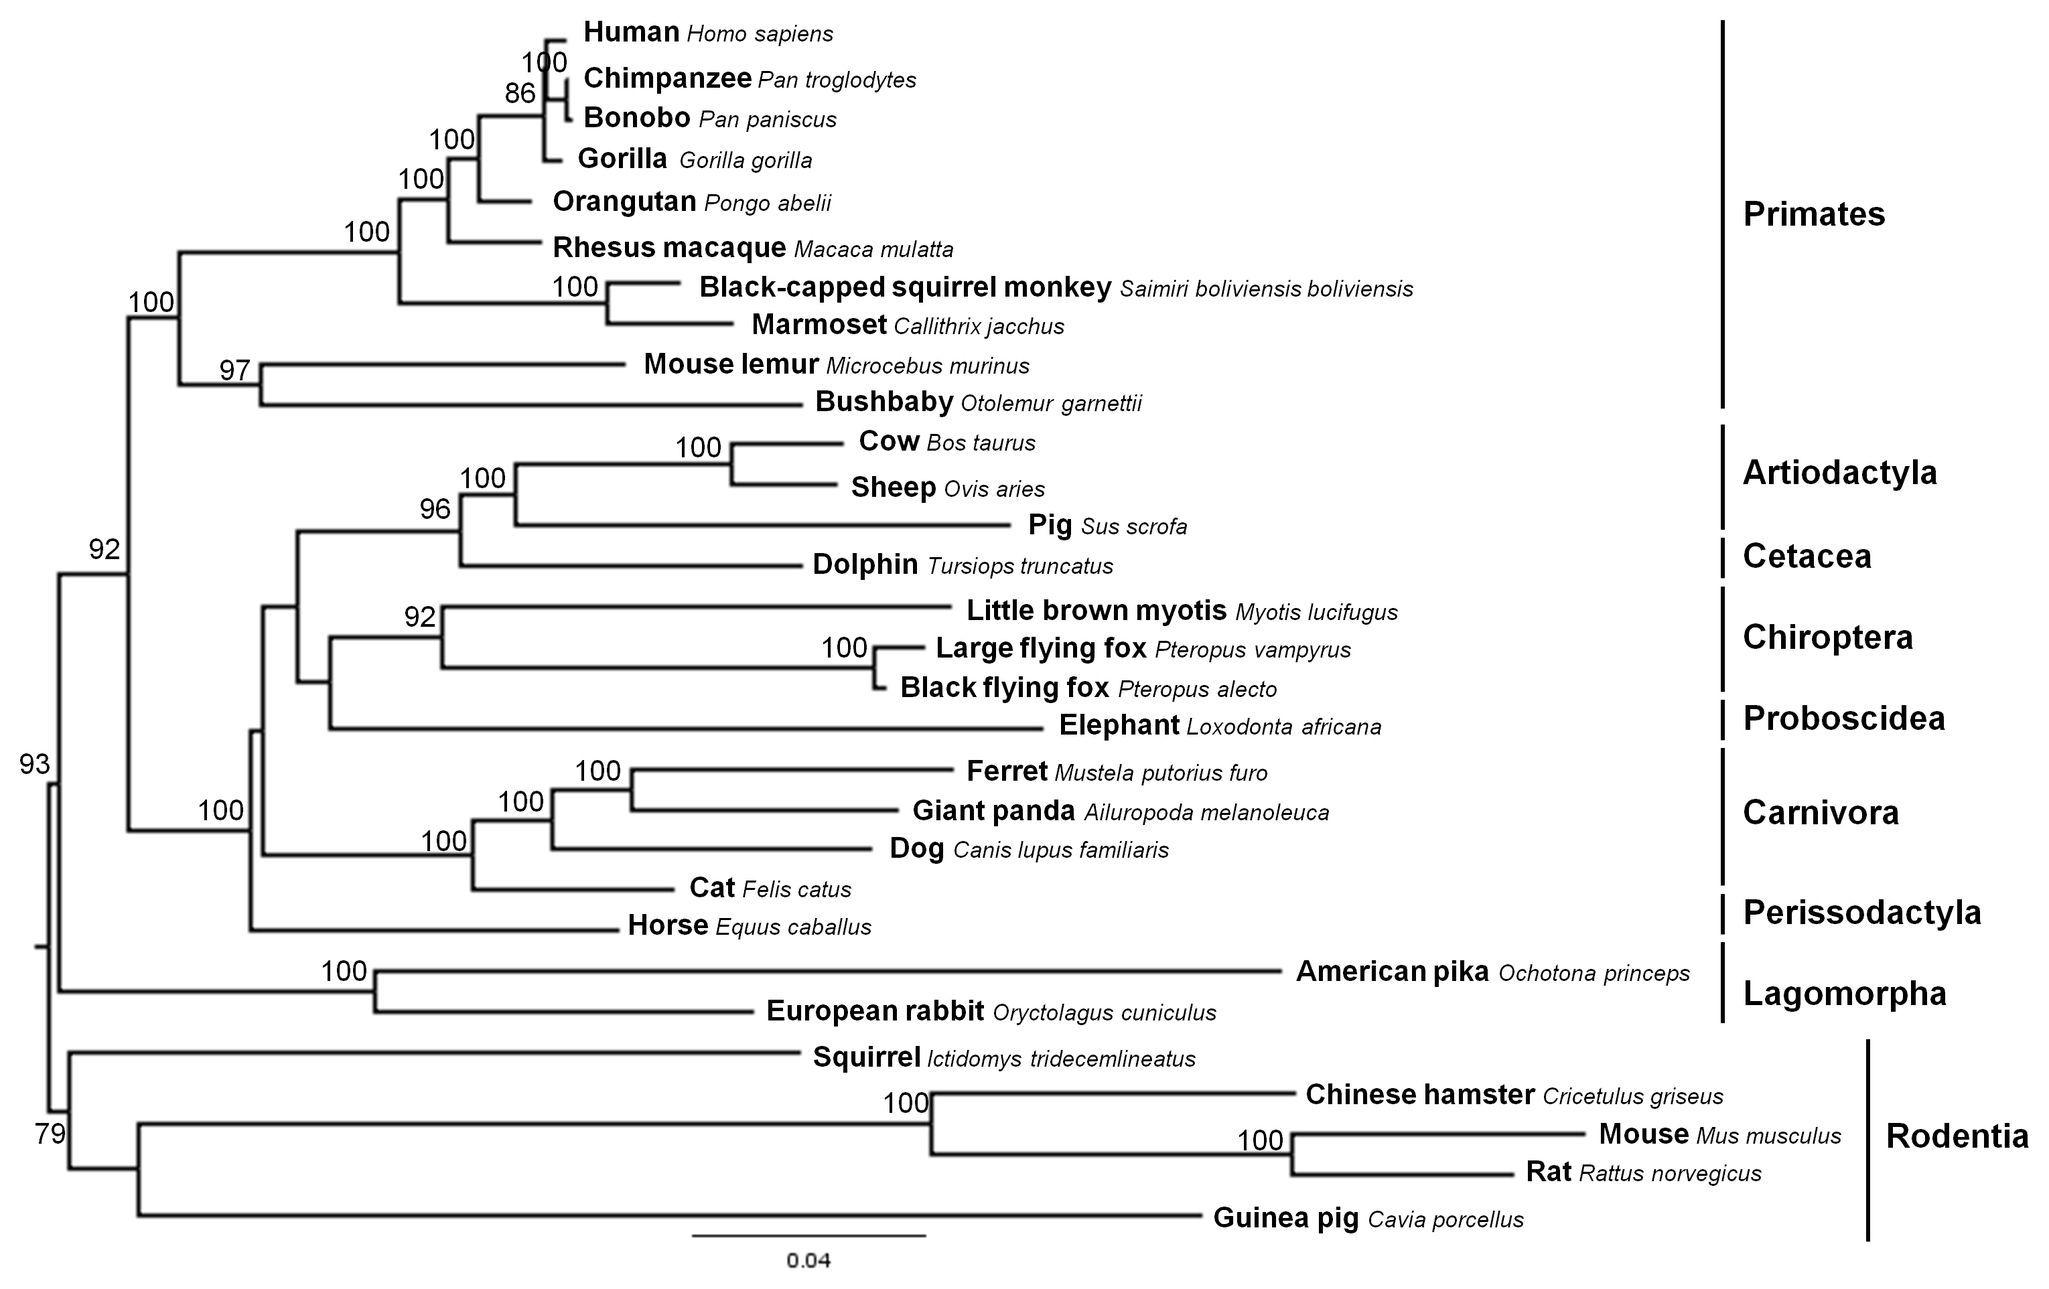 Human Homo sapiens
100
Chimpanzee Pan troglodytes
86
Bonobo Pan paniscus
100
Gorilla Gorilla gorilla
100
Orangutan Pongo abelii
Primates
100
Rhesus macaque Macaca mulatta
100
Black-capped squirrel monkey Saimiri boliviensis boliviensis
100
Marmoset Callithrix jacchus
97
Mouse lemur Microcebus murinus
Bushbaby Otolemur garnettii
100
Cow Bos taurus
100
Artiodactyla
Sheep Ovis aries
96
Pig Sus scrofa
92
Cetacea
Dolphin Tursiops truncatus
92
Little brown myotis Myotis lucifugus
Chiroptera
100
Large flying fox Pteropus vampyrus
Black flying fox Pteropus alecto
Proboscidea
Elephant Loxodonta africana
93
100
Ferret Mustela putorius furo
100
100
Giant panda Ailuropoda melanoleuca
Carnivora
100
Dog Canis lupus familiaris
Cat Felis catus
Perissodactyla
Horse Equus caballus
100
American pika Ochotona princeps
Lagomorpha
European rabbit Oryctolagus cuniculus
Squirrel Ictidomys tridecemlineatus
100
Chinese hamster Cricetulus griseus
79
100
Mouse Mus musculus
Rodentia
Rat Rattus norvegicus
Guinea pig Cavia porcellus
0.04